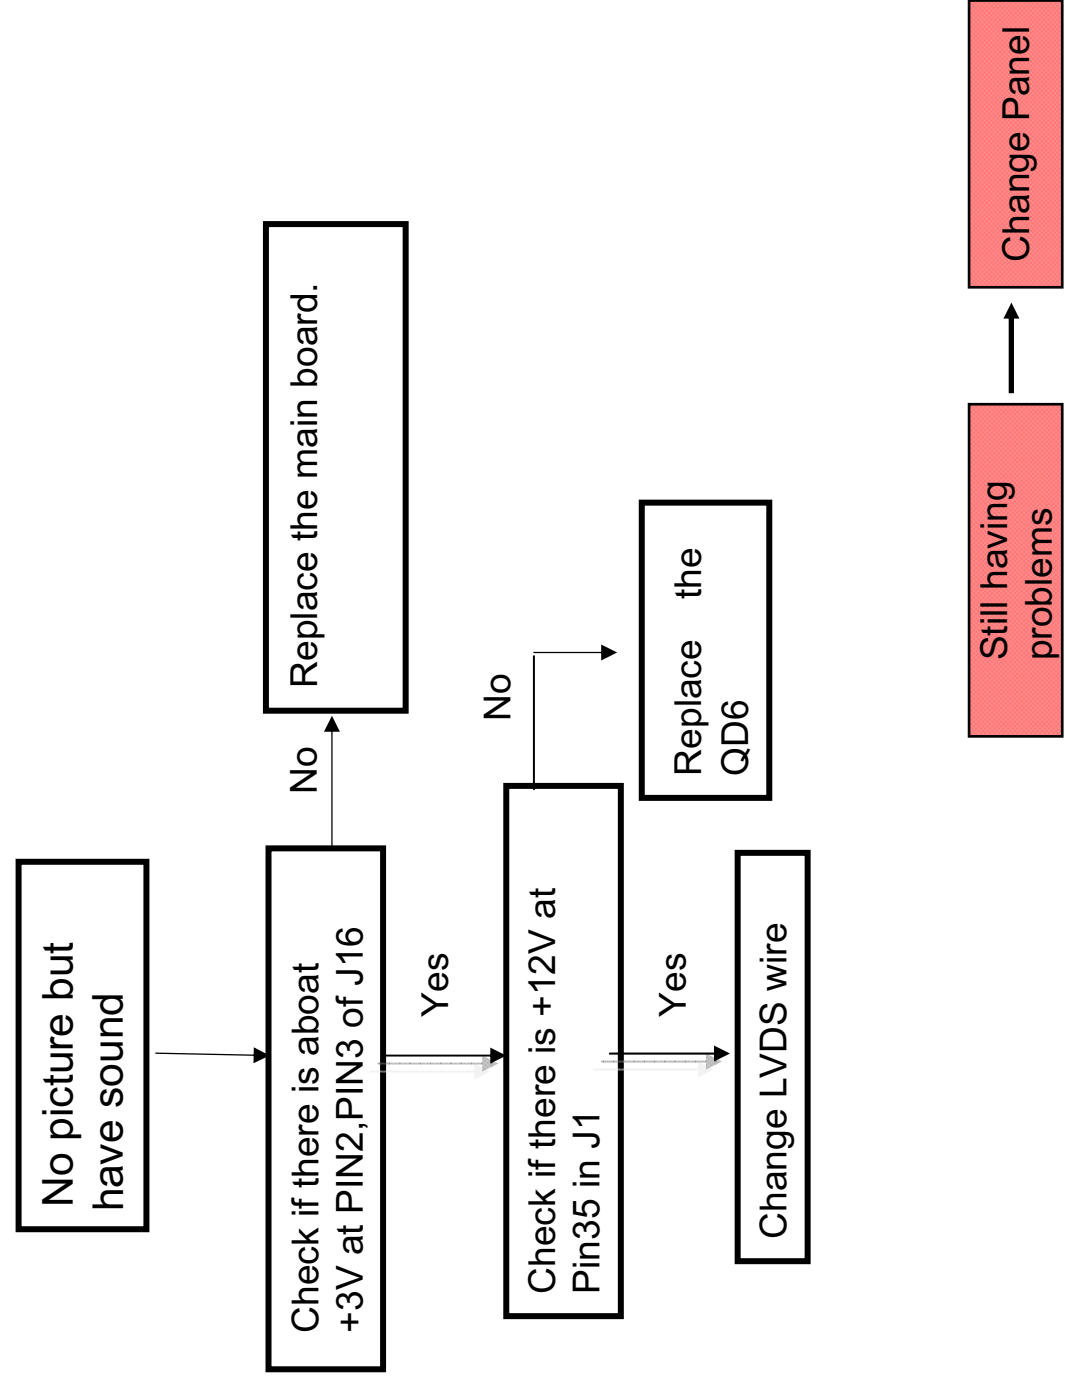 No picture but
have sound
Check if there is aboat
+3V at PIN2,PIN3 of J16
No
Replace the main board.
Yes
Check if there is +12V at
Pin35 in J1
No
Replace the
QD6
Yes
Change LVDS wire
Still having
problems
Change Panel